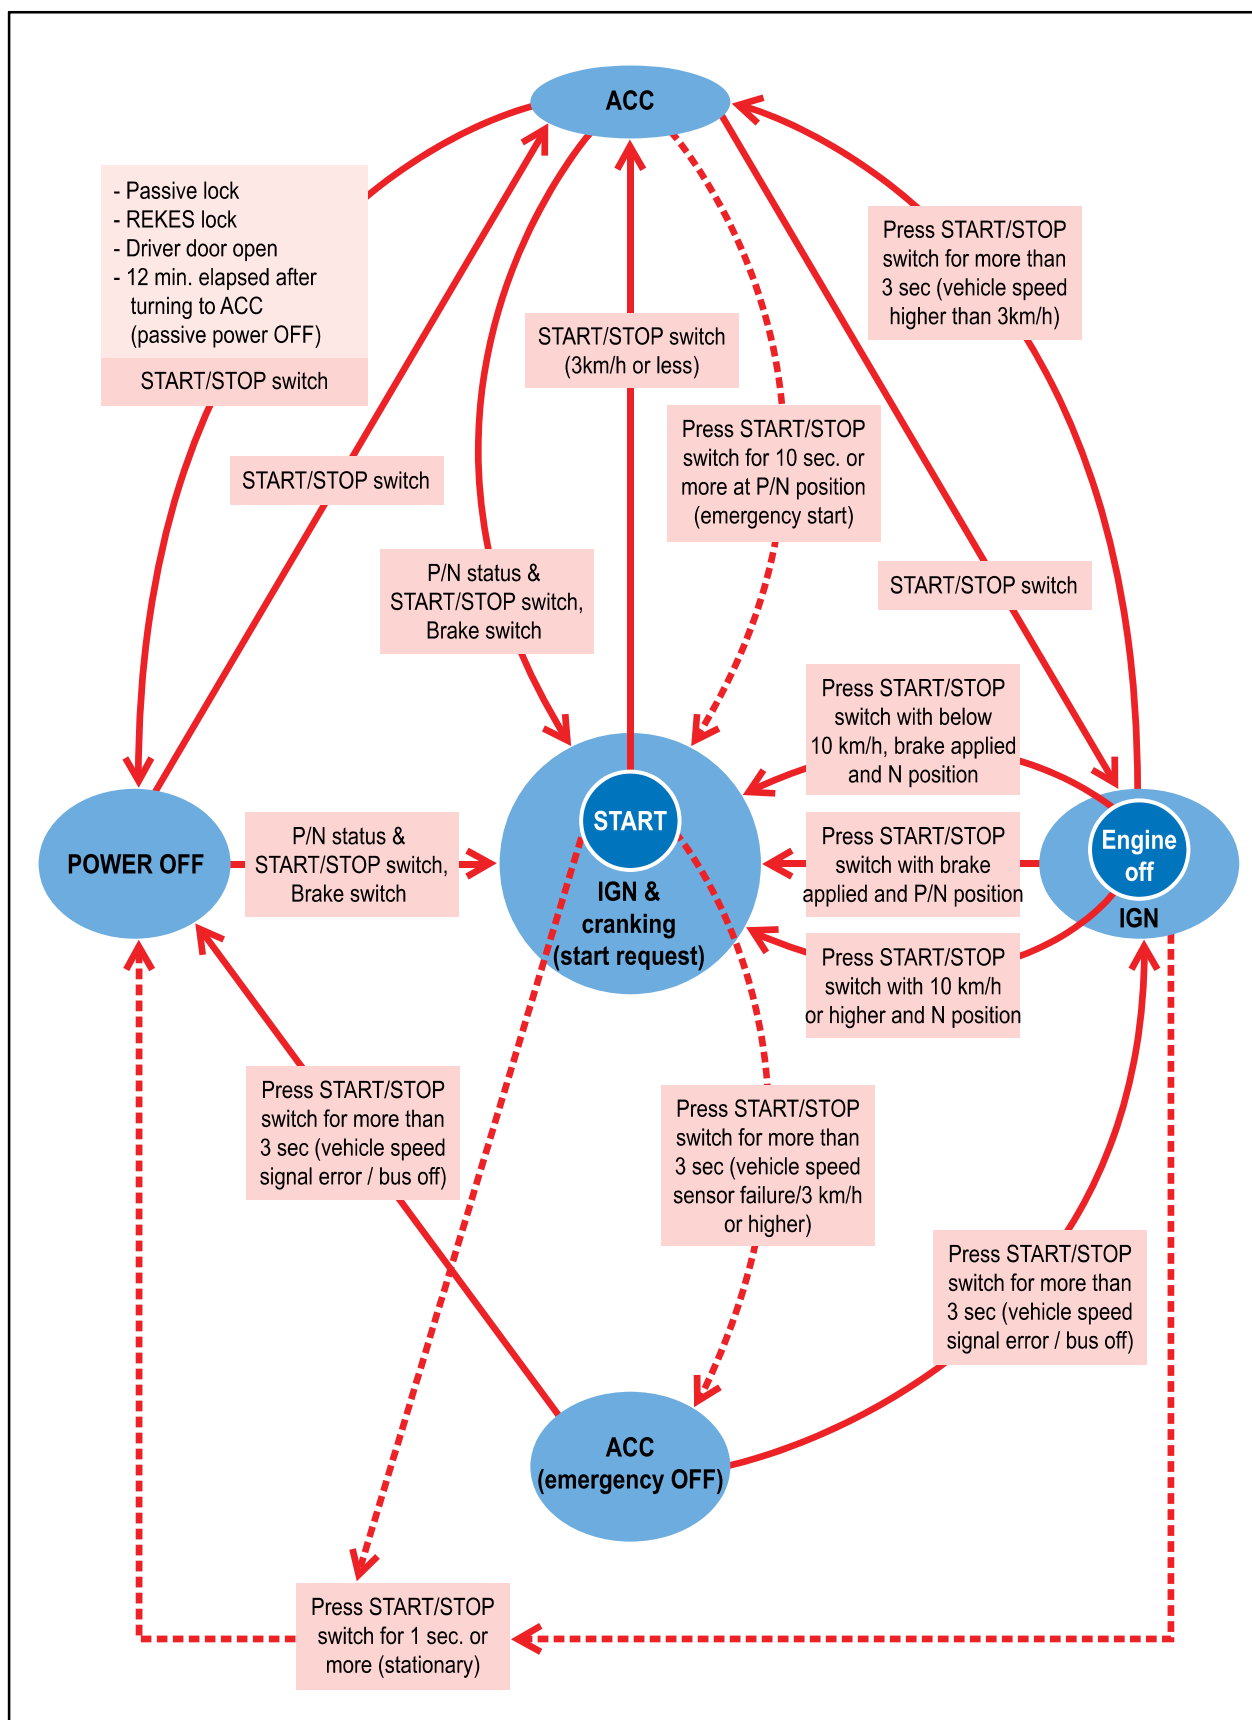 ACC
- Passive lock
- REKES lock
- Driver door open
- 12 min. elapsed after
turning to ACC
(passive power OFF)
START/STOP switch
Press START/STOP
switch for more than
3 sec (vehicle speed
higher than 3km/h)
START/STOP switch
(3km/h or less)
Press START/STOP
switch for 10 sec. or
more at P/N position
(emergency start)
START/STOP switch
P/N status &
START/STOP switch,
Brake switch
START/STOP switch
Press START/STOP
switch with below
10 km/h, brake applied
and N position
POWER OFF
P/N status &
START/STOP switch,
Brake switch
START
IGN &
cranking
(start request)
Press START/STOP
switch with brake
applied and P/N position
Engine
off
IGN
Press START/STOP
switch with 10 km/h
or higher and N position
Press START/STOP
switch for more than
3 sec (vehicle speed
signal error / bus off)
Press START/STOP
switch for more than
3 sec (vehicle speed
sensor failure/3 km/h
or higher)
Press START/STOP
switch for more than
3 sec (vehicle speed
signal error / bus off)
ACC
(emergency OFF)
Press START/STOP
switch for 1 sec. or
more (stationary)